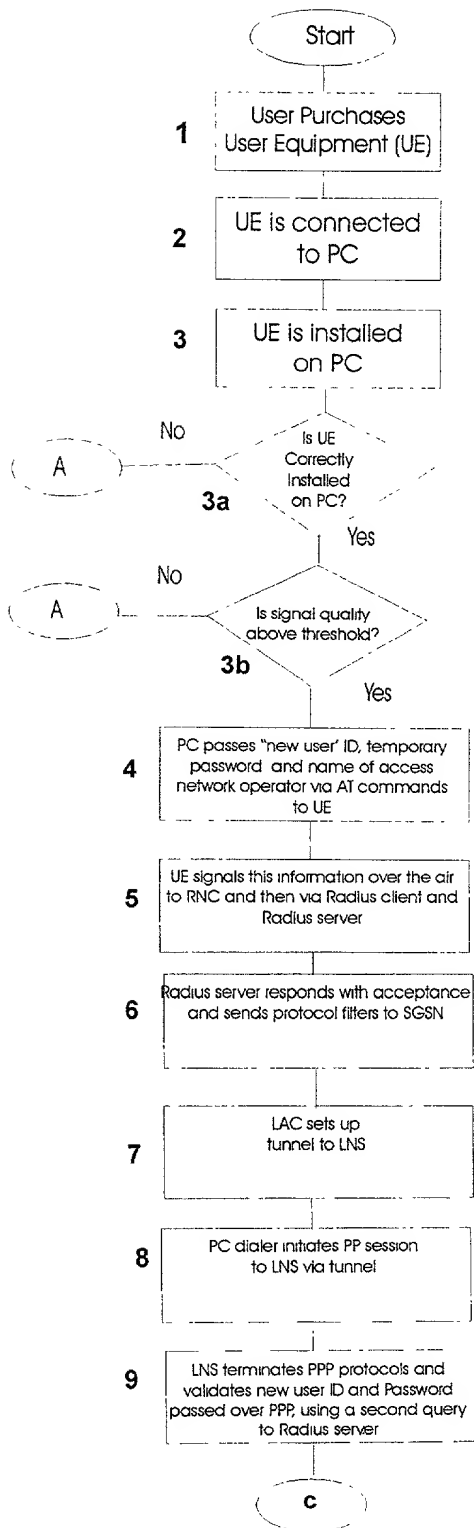 Start
1
User Purchases
User Equipment (UE)
2
UE is connected
to PC
3
UE is installed
on PC
No
A
Is UE
Correctly
Installed
on PC?
3a
Yes
No
A
Is signal quality
above threshold?
3b
Yes
4
PC passes “new user’ ID, temporary
password and name of access
network operator via AT commands
to UE
5
UE signals this information over the air
to RNC and then via Radius client and
Radius server
6
Radius server responds with acceptance
and sends protocol filters to SGSN
7
LAC sets up
tunnel to LNS
8
PC dialer initiates PP session
to LNS via tunnel
9
LNS terminates PPP protocols and
validates new user ID and Password
passed over PPP, using a second query
to Radius server
c